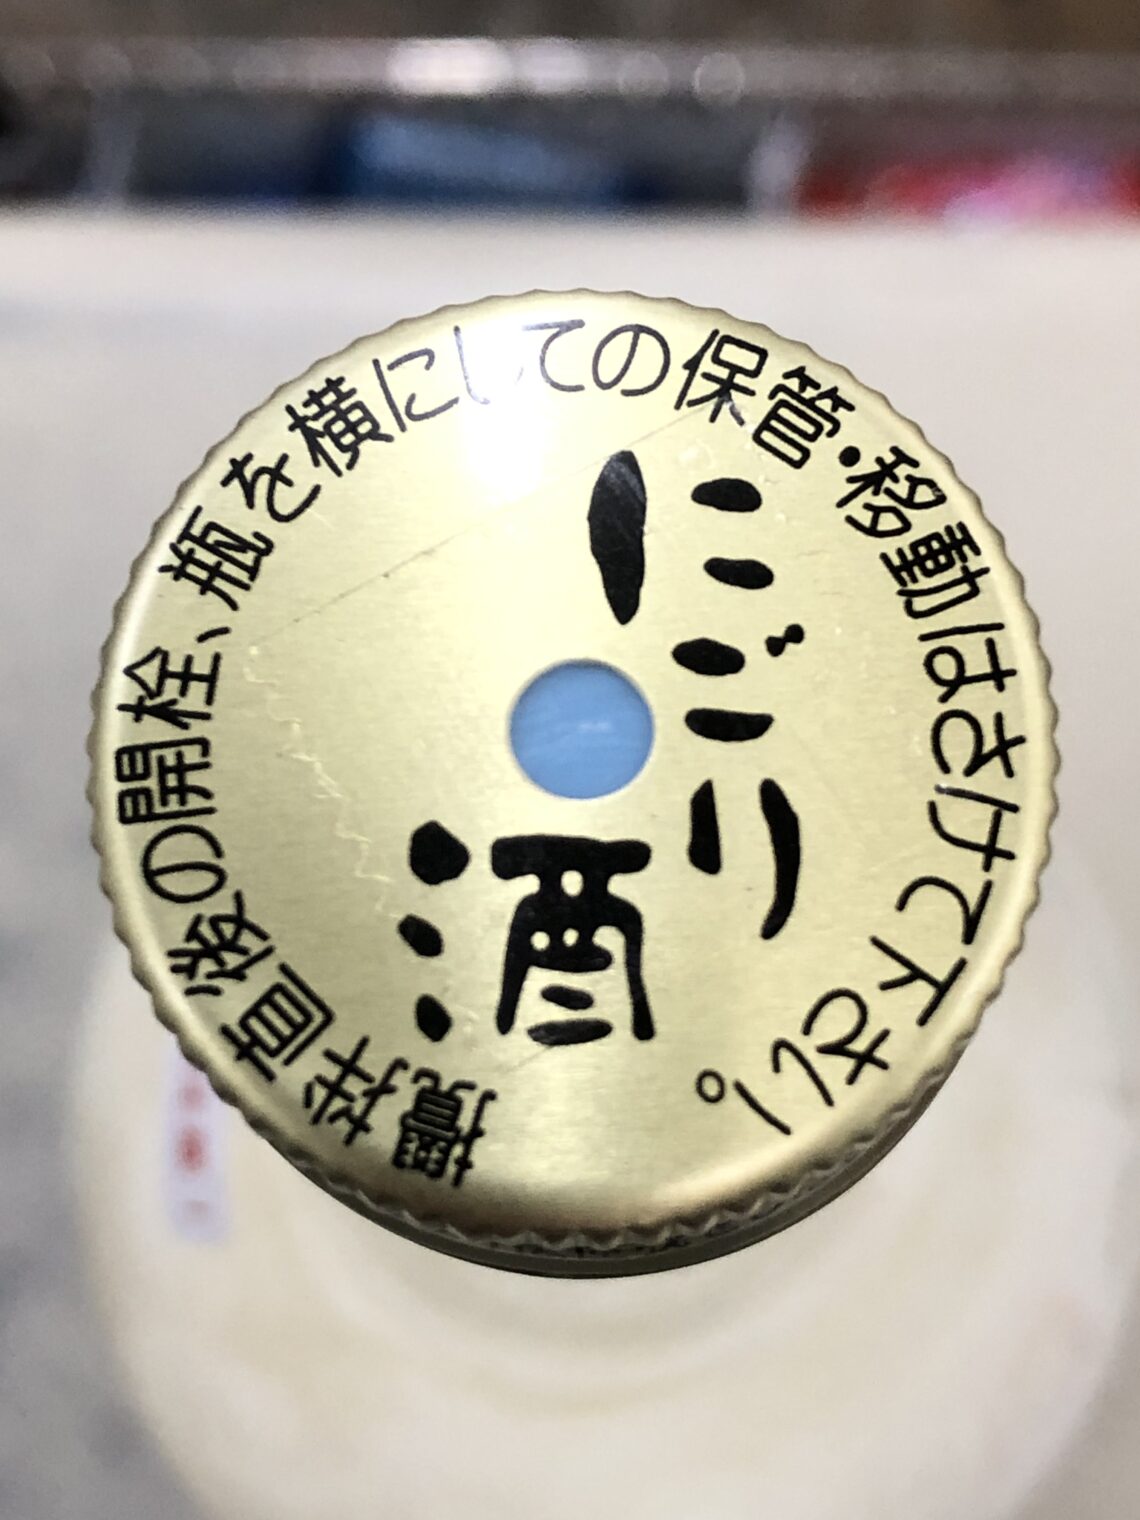 にごり
酒
攪拌直後の開栓、瓶を横にしての保管・移動はさけて下さい。